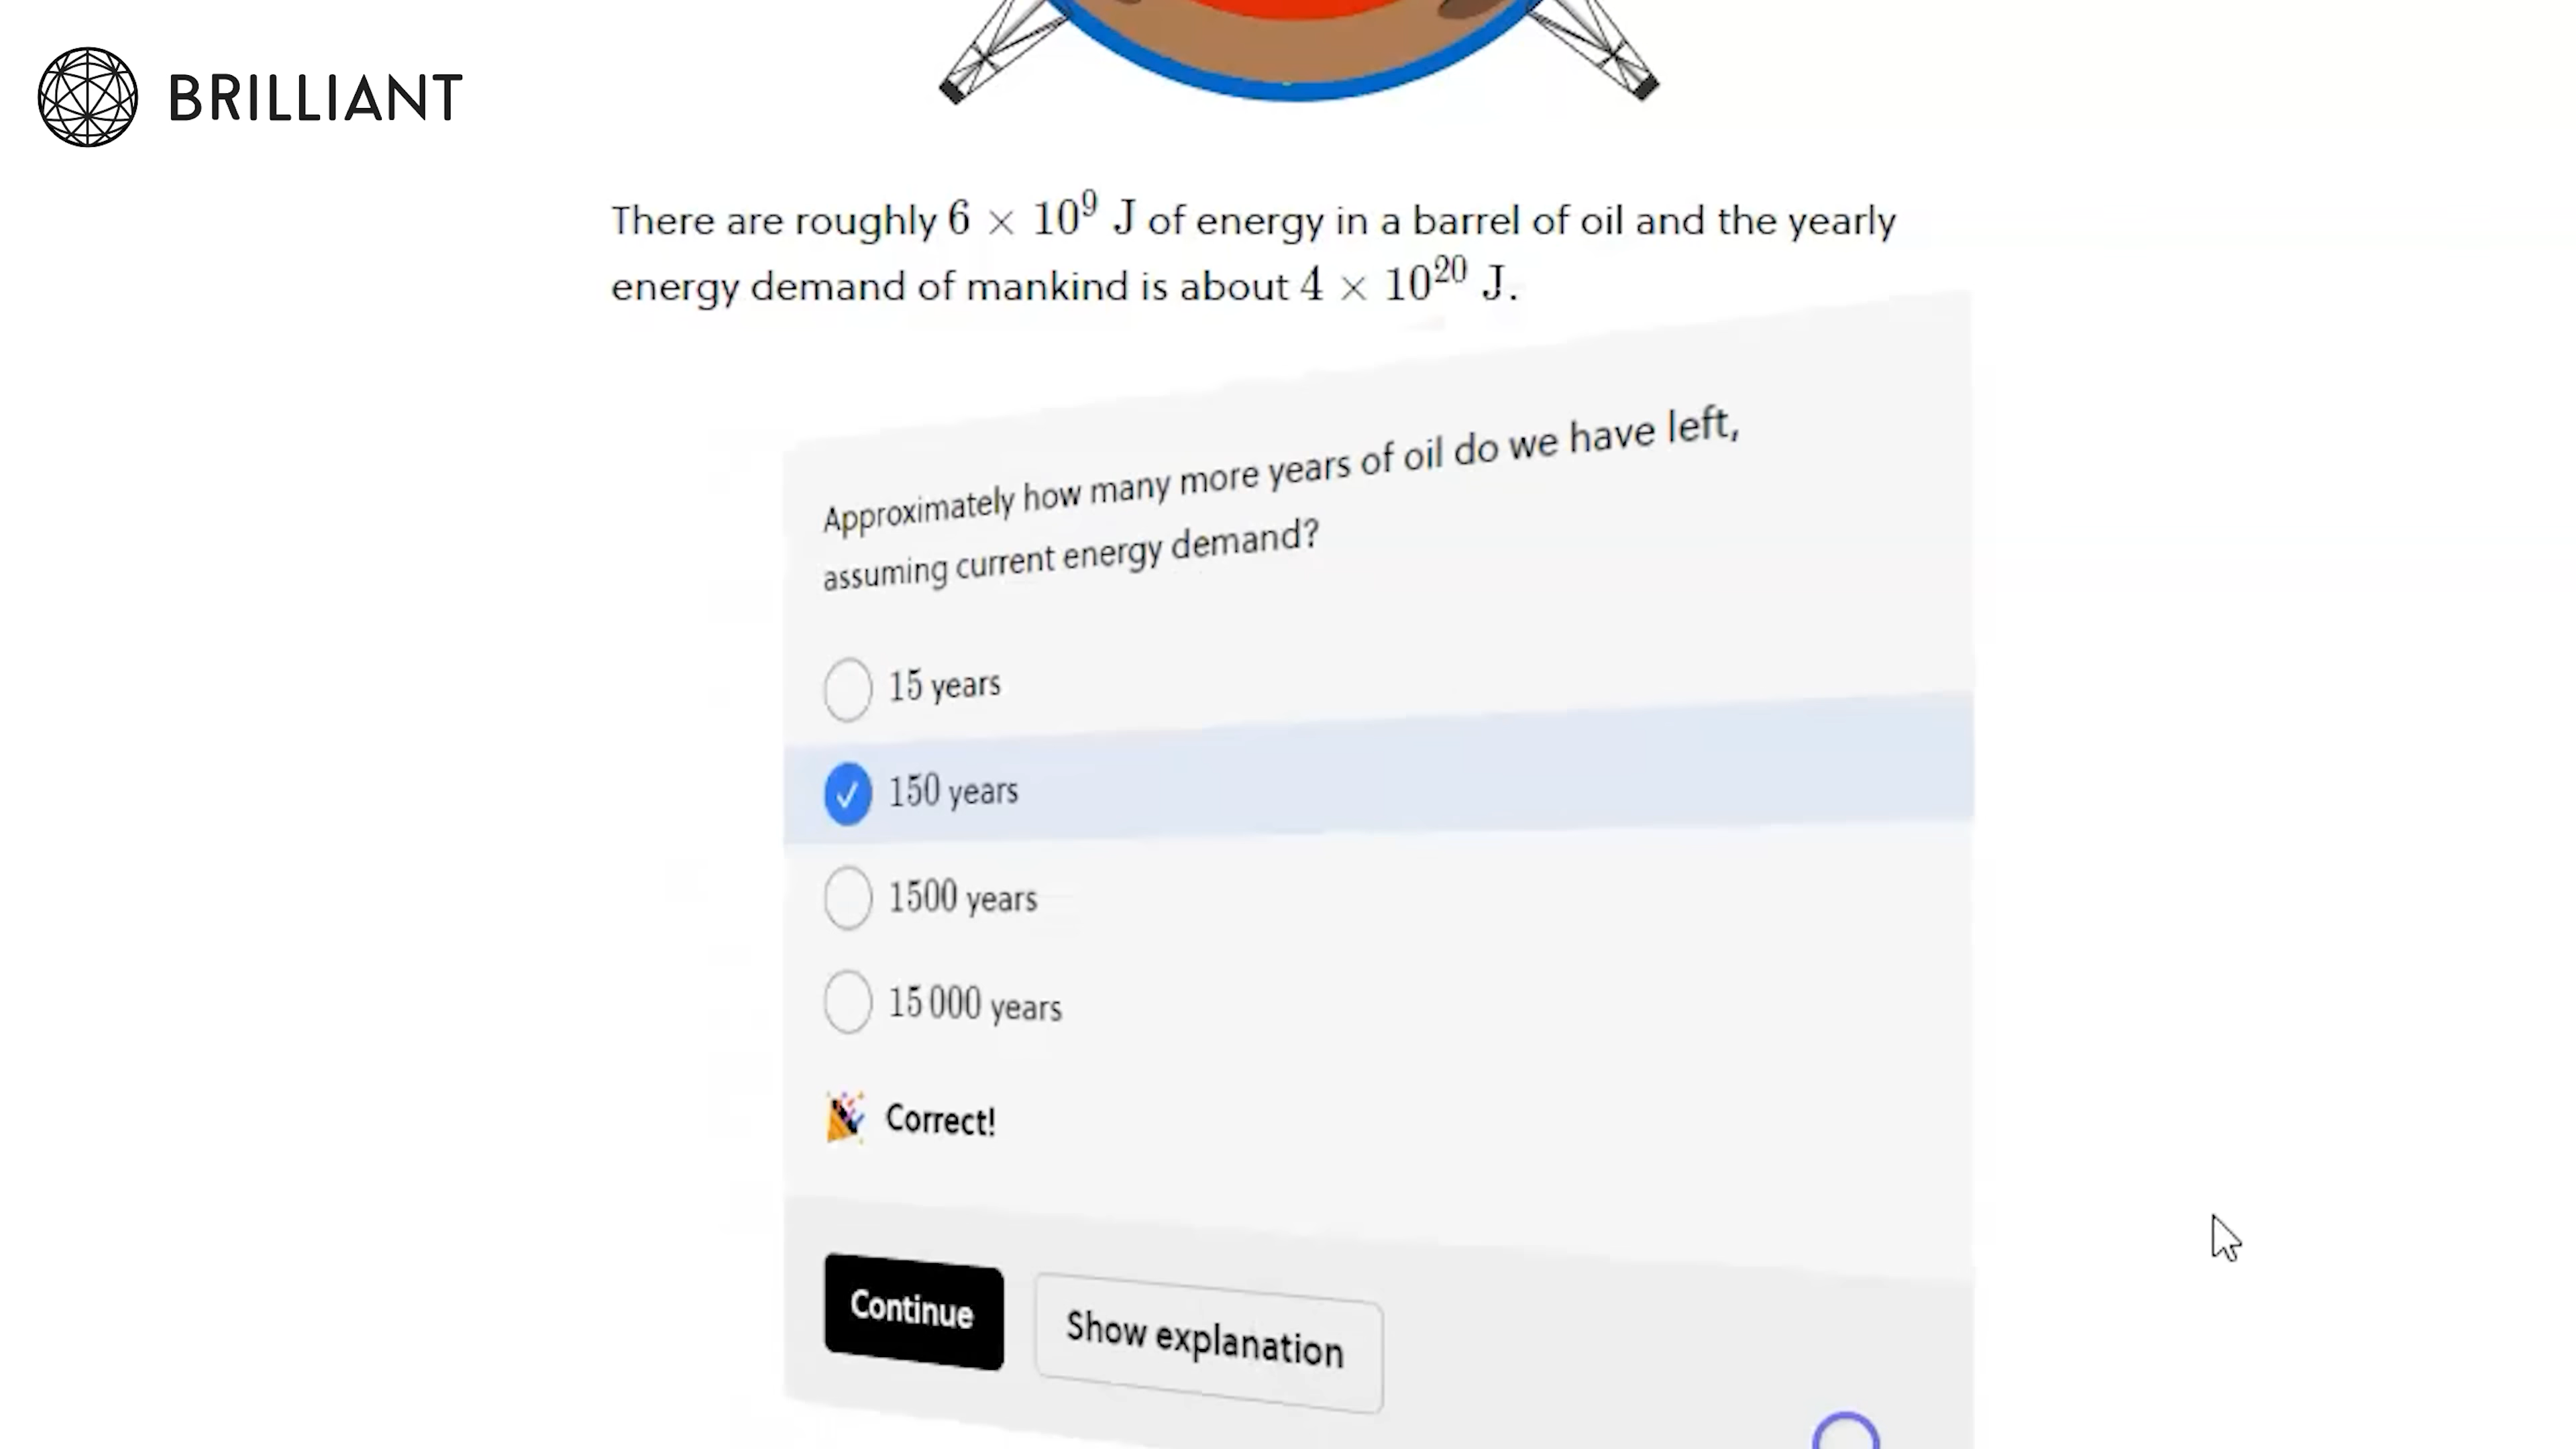 BRILLIANT
There are roughly 6 × 10⁹ J of energy in a barrel of oil and the yearly
energy demand of mankind is about 4 × 10²⁰ J.
Approximately how many more years of oil do we have left,
assuming current energy demand?
15 years
150 years
1500 years
15 000 years
Correct!
Continue
Show explanation